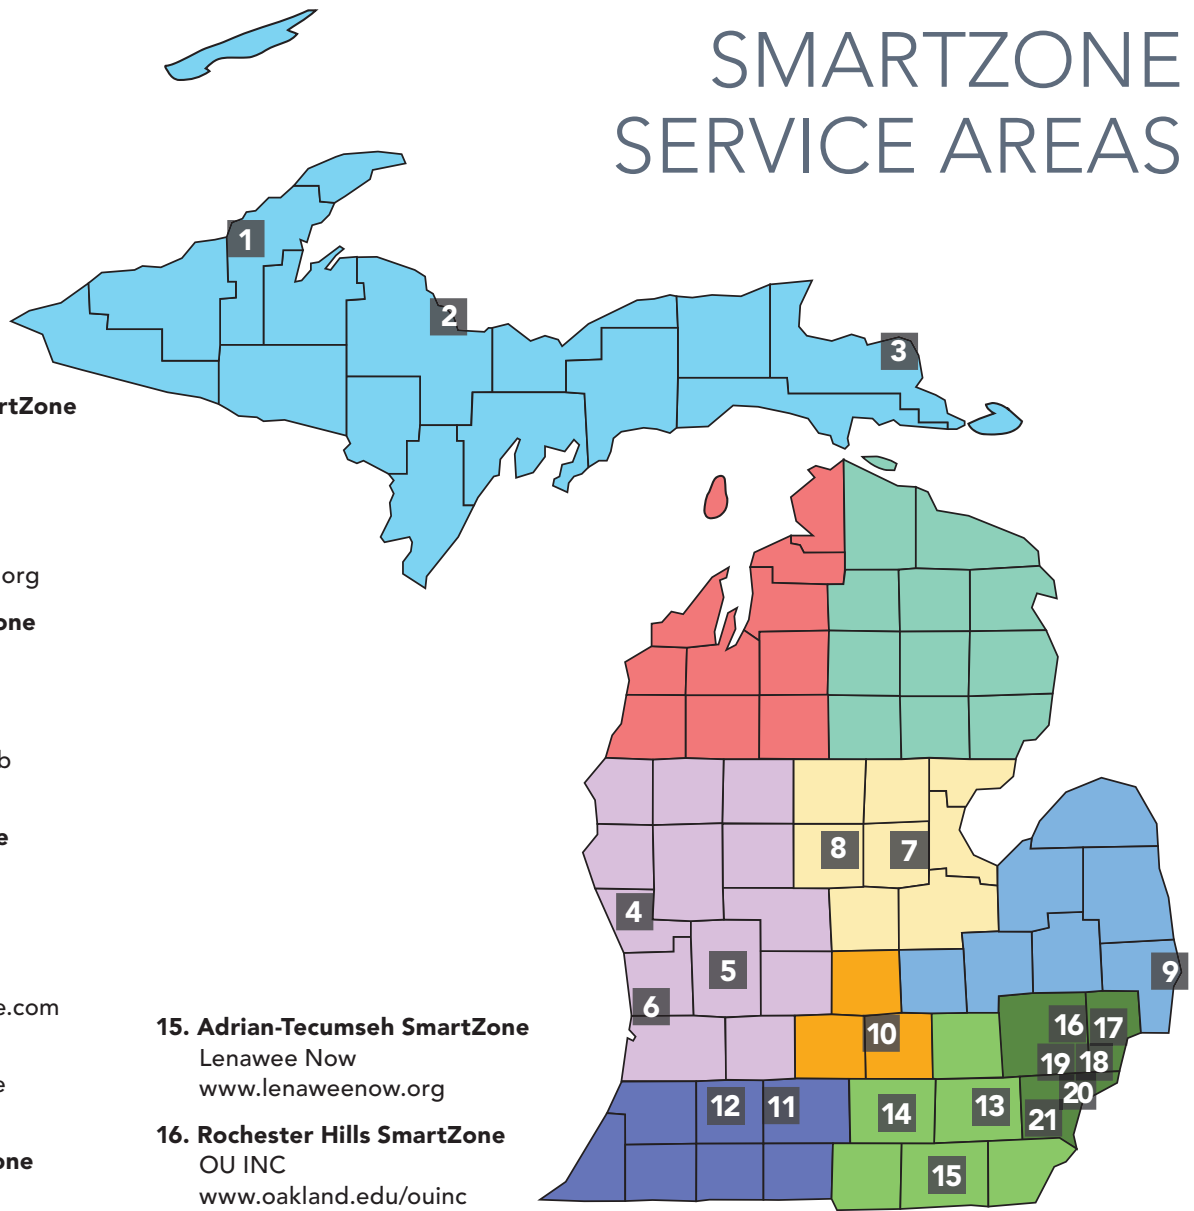 SMARTZONE
SERVICE AREAS
1
2
3
rtZone
org
one
b
e
e.com
e
one
4
5
6
7
8
9
10
11
12
13
14
15
16
17
18
19
20
21
15. Adrian-Tecumseh SmartZone
Lenawee Now
www.lenaweenow.org
16. Rochester Hills SmartZone
OU INC
www.oakland.edu/ouinc